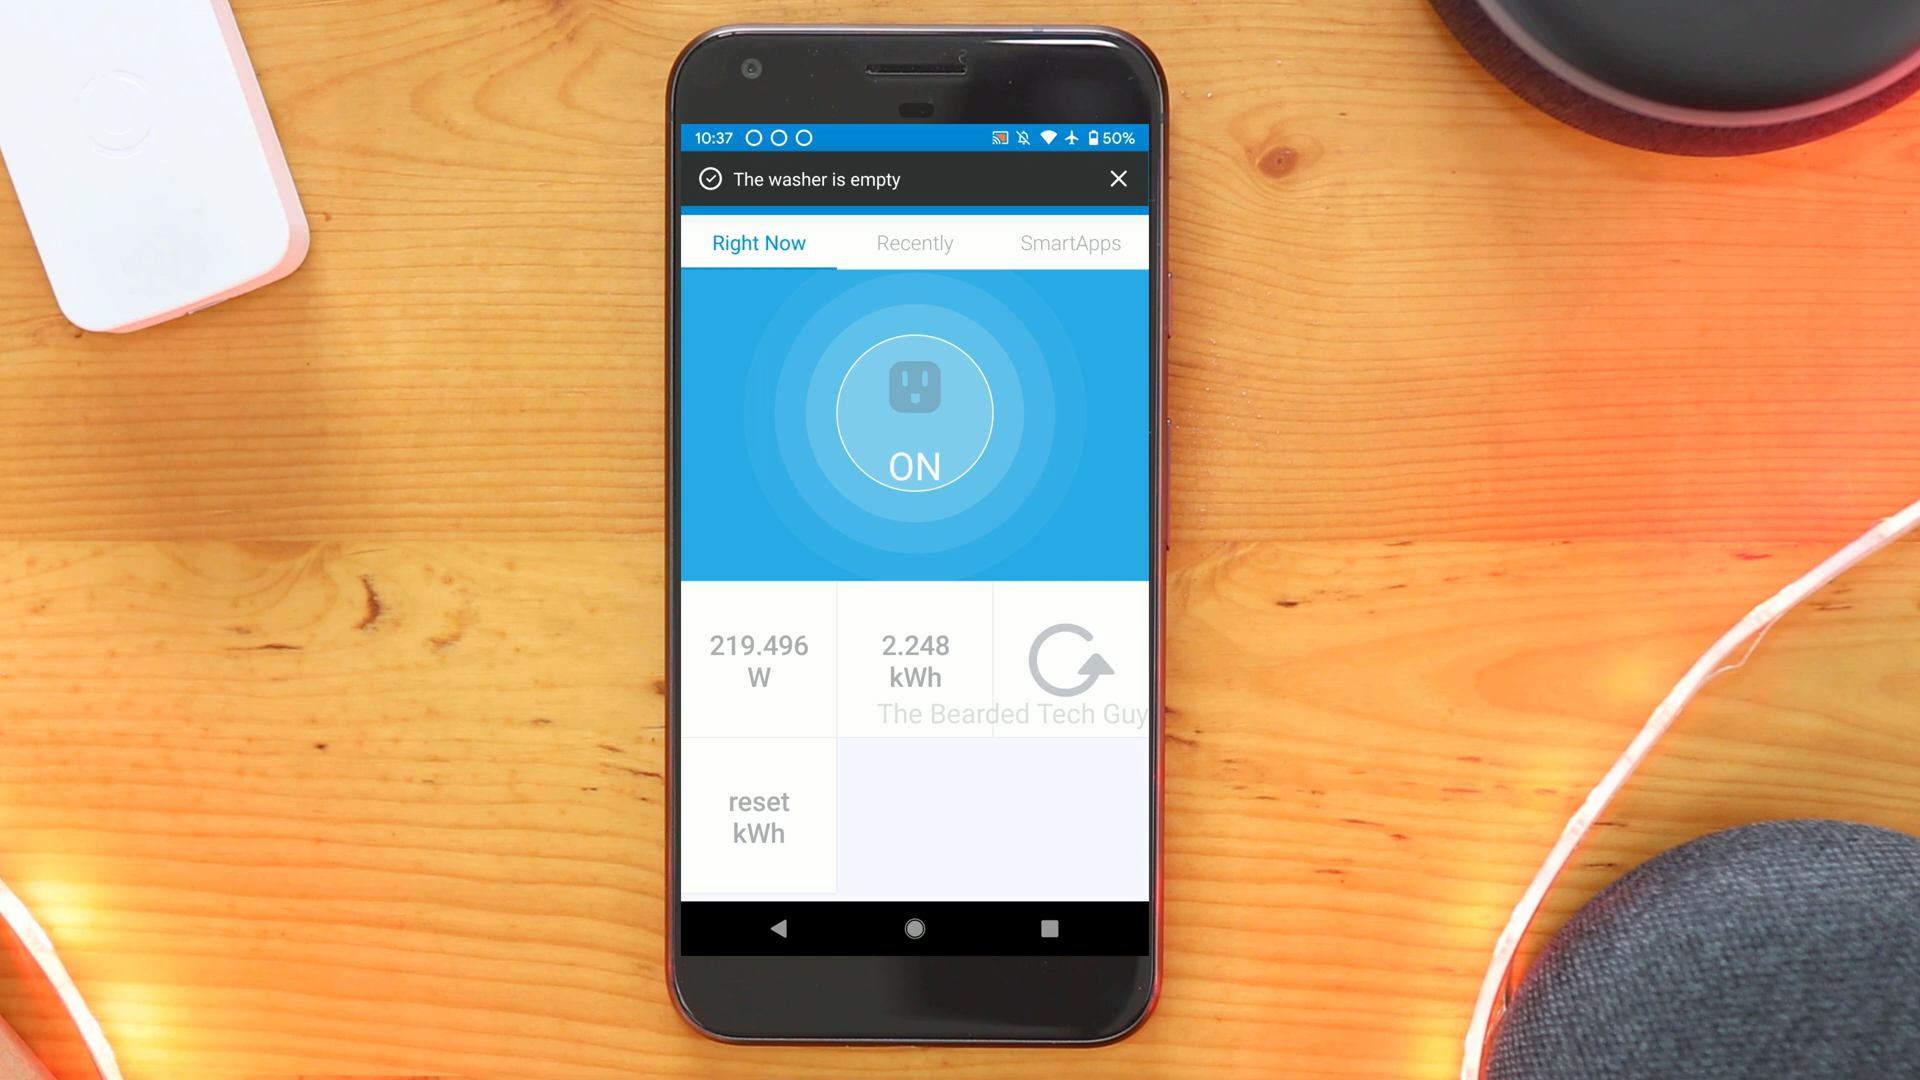 10:37
50%
The washer is empty
Right Now
Recently
SmartApps
ON
219.496
W
2.248
kWh
The Bearded Tech Guy
reset
kWh